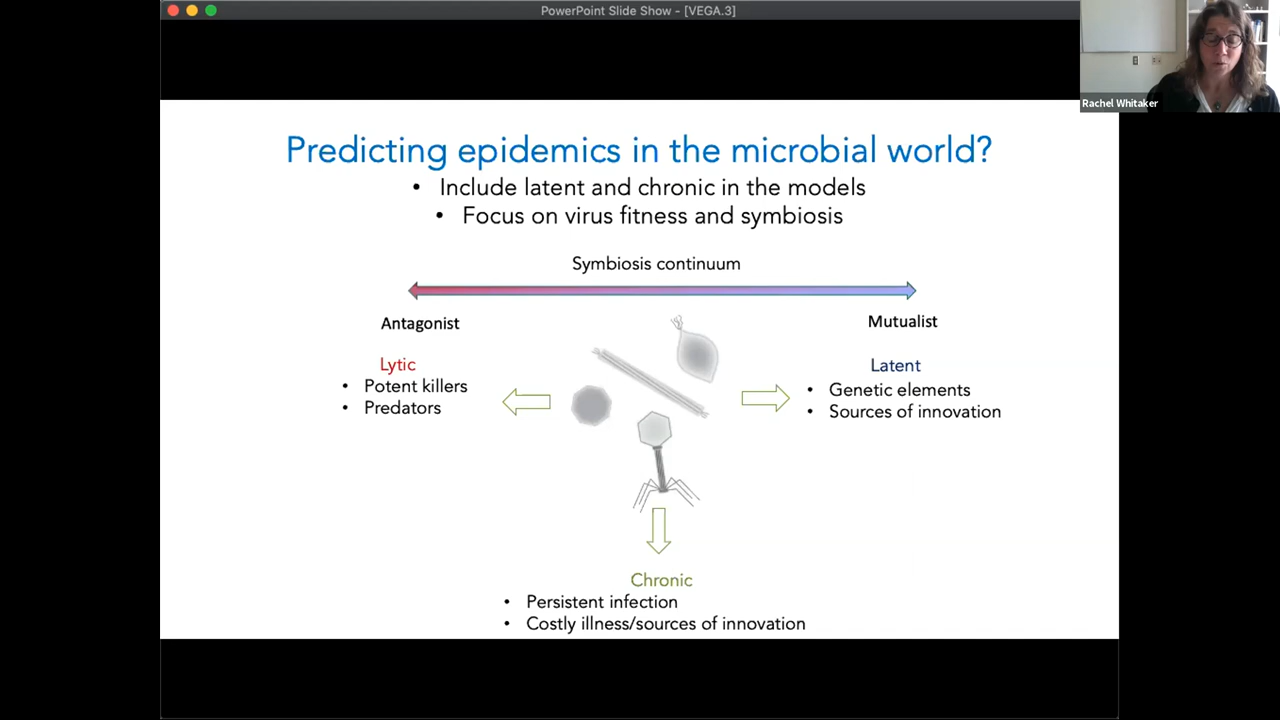 PowerPoint Slide Show - [VEGA.3]
Rachel Whitaker
Predicting epidemics in the microbial world?
• Include latent and chronic in the models
• Focus on virus fitness and symbiosis
Symbiosis continuum
Antagonist
Mutualist
Lytic
• Potent killers
• Predators
Latent
• Genetic elements
• Sources of innovation
Chronic
• Persistent infection
• Costly illness/sources of innovation